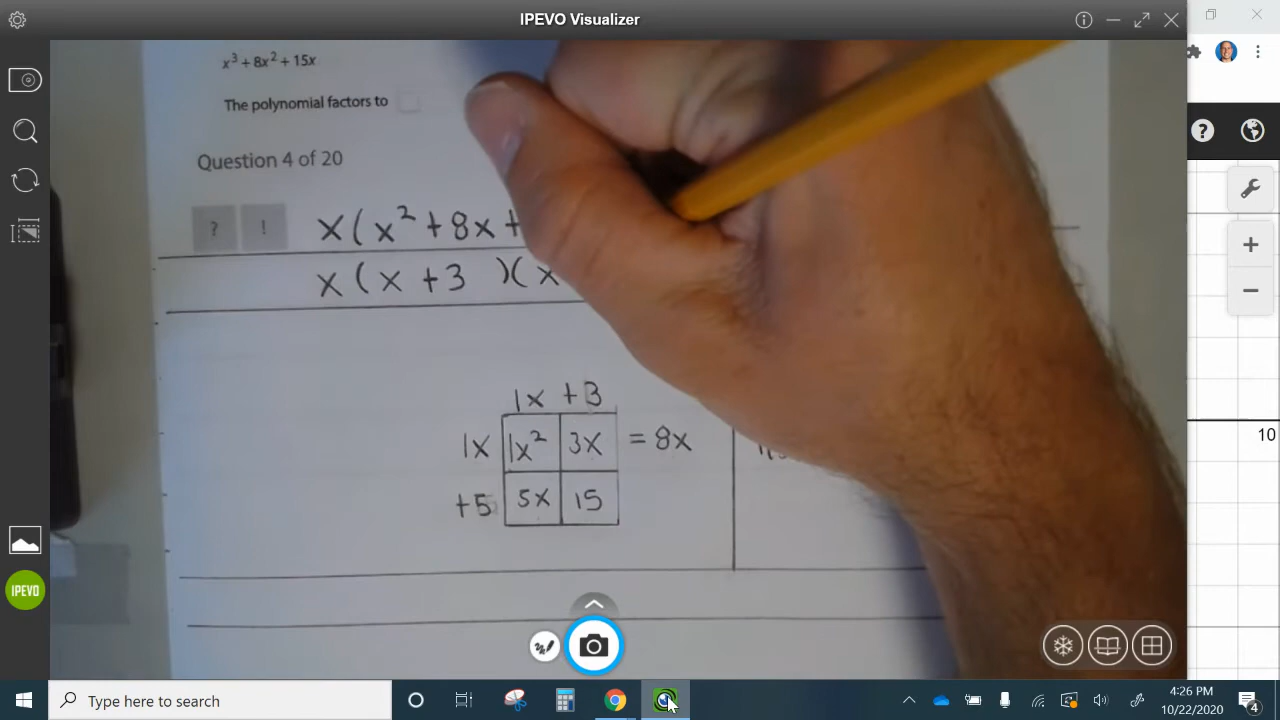 IPEVO Visualizer
x³ + 8x² + 15x
The polynomial factors to
Question 4 of 20
? ! x(x² + 8x +
x (x + 3 )(x
1x + 3
1x 1x² 3x = 8x
+5 5x 15
10
IPEVO
Type here to search
4:26 PM
10/22/2020
4